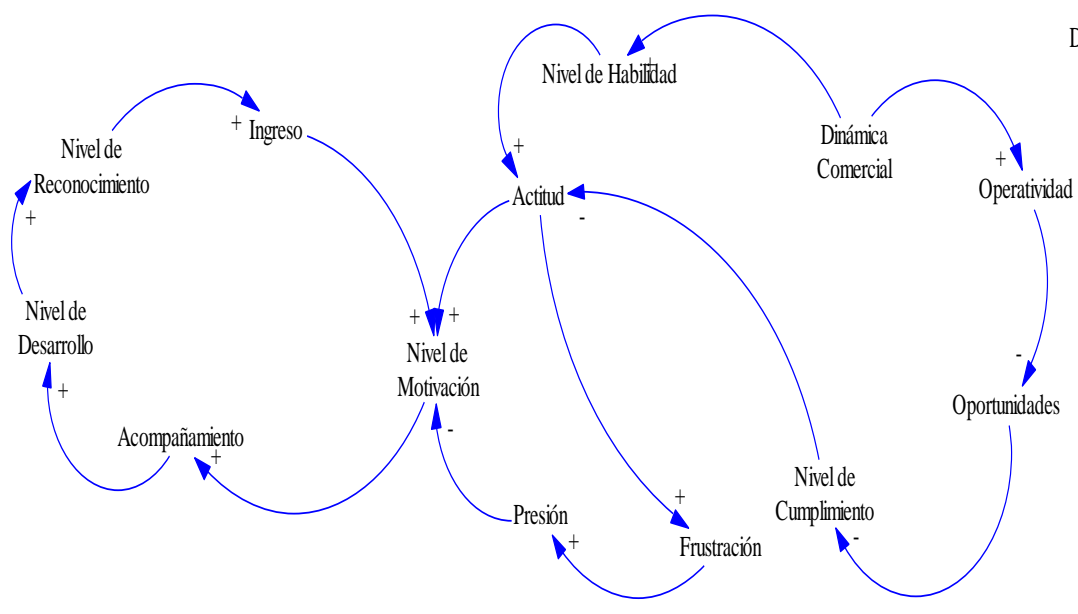 D
Nivel de Habilidad
+
Dinámica
Comercial
+ Ingreso
Nivel de
Reconocimiento
+
+
Actitud
-
+
Operatividad
+
Nivel de
Desarrollo
+
+ +
Nivel de
Motivación
-
-
Oportunidades
Acompañamiento
+
Nivel de
Cumplimiento
-
+
Presión
+
Frustración